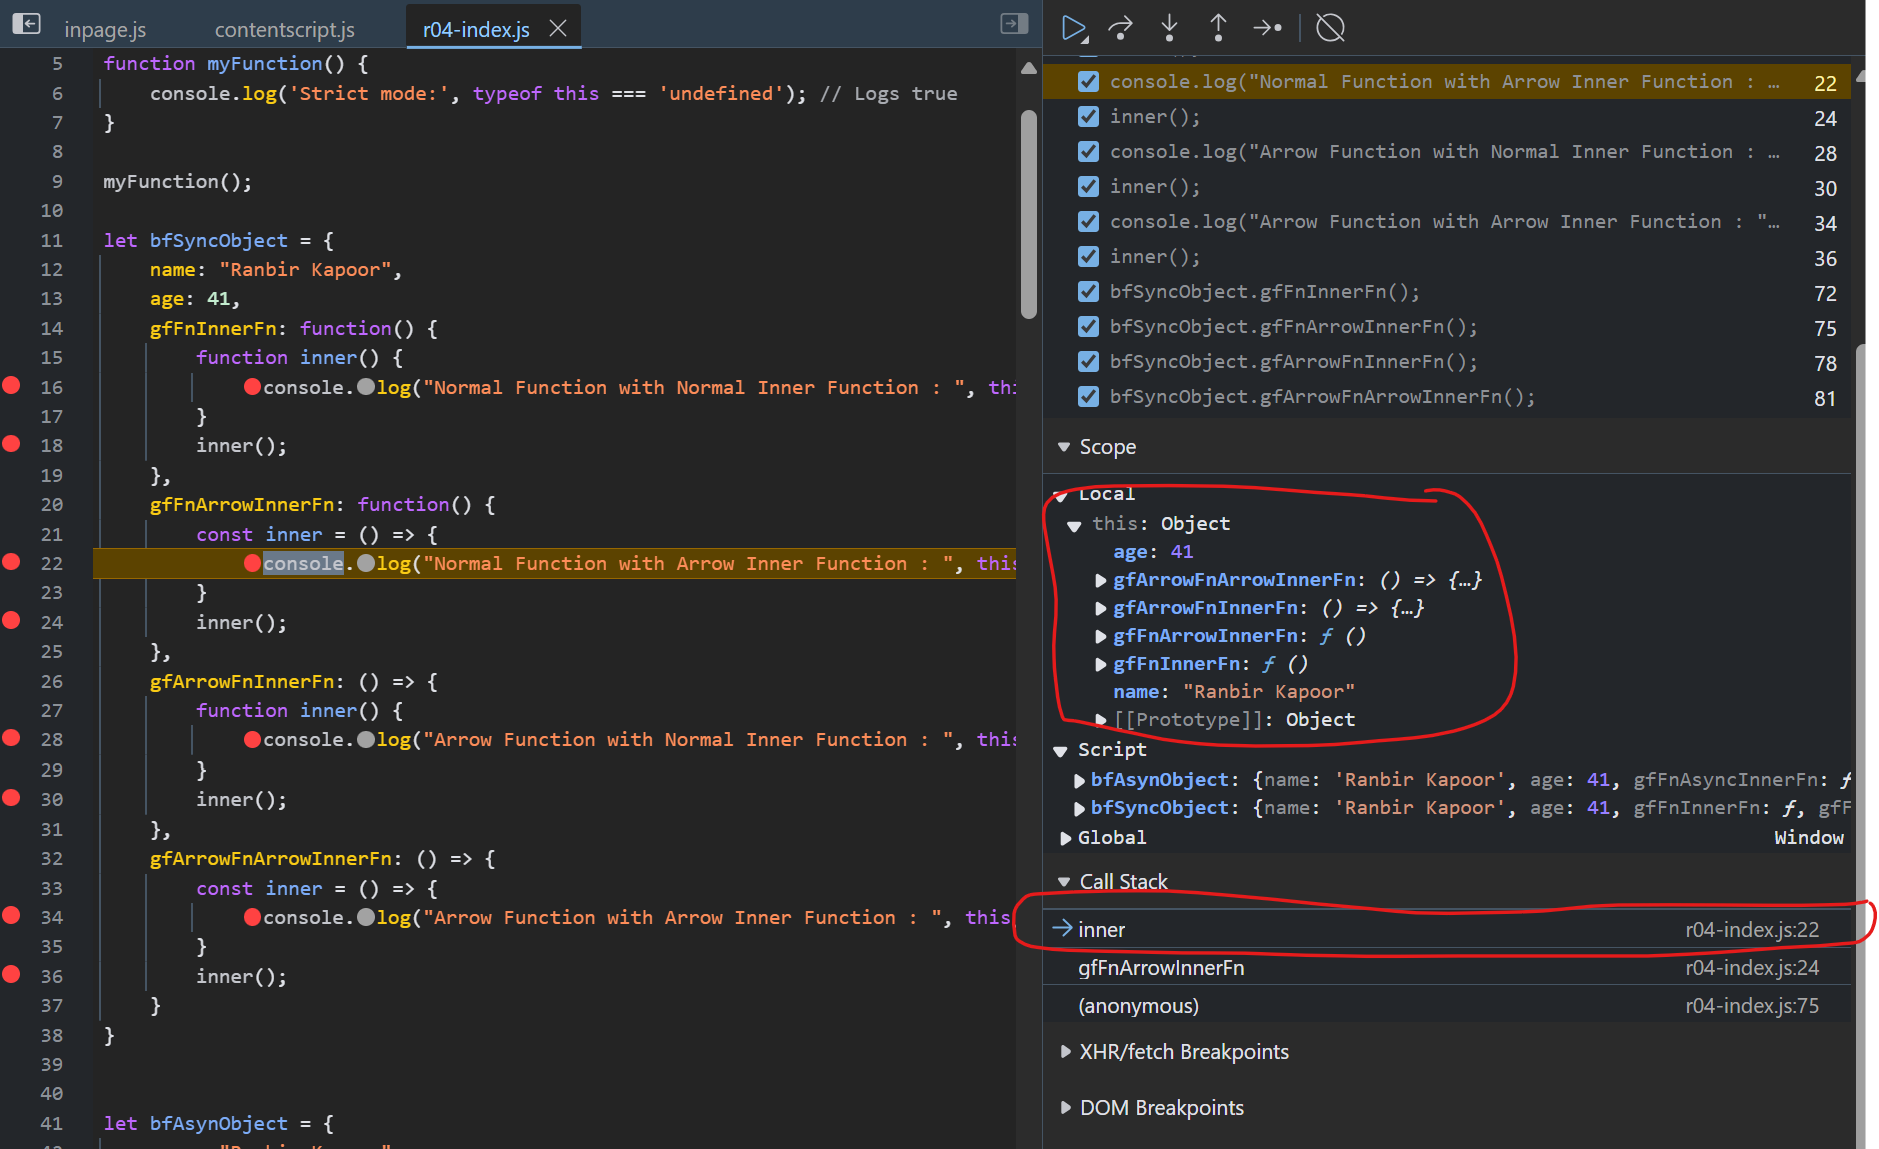 inpage.js contentscript.js r04-index.js
5 function myFunction() {
6 console.log('Strict mode:', typeof this === 'undefined'); // Logs true
7 }
8
9 myFunction();
10
11 let bfSyncObject = {
12 name: "Ranbir Kapoor",
13 age: 41,
14 gfFnInnerFn: function() {
15 function inner() {
16 console.log("Normal Function with Normal Inner Function : ", thi
17 }
18 inner();
19 },
20 gfFnArrowInnerFn: function() {
21 const inner = () => {
22 console.log("Normal Function with Arrow Inner Function : ", this
23 }
24 inner();
25 },
26 gfArrowFnInnerFn: () => {
27 function inner() {
28 console.log("Arrow Function with Normal Inner Function : ", this
29 }
30 inner();
31 },
32 gfArrowFnArrowInnerFn: () => {
33 const inner = () => {
34 console.log("Arrow Function with Arrow Inner Function : ", this
35 }
36 inner();
37 }
38 }
39
40
41 let bfAsynObject = {
console.log("Normal Function with Arrow Inner Function : … 22
inner(); 24
console.log("Arrow Function with Normal Inner Function : … 28
inner(); 30
console.log("Arrow Function with Arrow Inner Function : "… 34
inner(); 36
bfSyncObject.gfFnInnerFn(); 72
bfSyncObject.gfFnArrowInnerFn(); 75
bfSyncObject.gfArrowFnInnerFn(); 78
bfSyncObject.gfArrowFnArrowInnerFn(); 81
Scope
Local
this: Object
age: 41
gfArrowFnArrowInnerFn: () => {…}
gfArrowFnInnerFn: () => {…}
gfFnArrowInnerFn: ƒ ()
gfFnInnerFn: ƒ ()
name: "Ranbir Kapoor"
[[Prototype]]: Object
Script
bfAsynObject: {name: 'Ranbir Kapoor', age: 41, gfFnAsyncInnerFn: ƒ
bfSyncObject: {name: 'Ranbir Kapoor', age: 41, gfFnInnerFn: ƒ, gfF
Global Window
Call Stack
inner r04-index.js:22
gfFnArrowInnerFn r04-index.js:24
(anonymous) r04-index.js:75
XHR/fetch Breakpoints
DOM Breakpoints